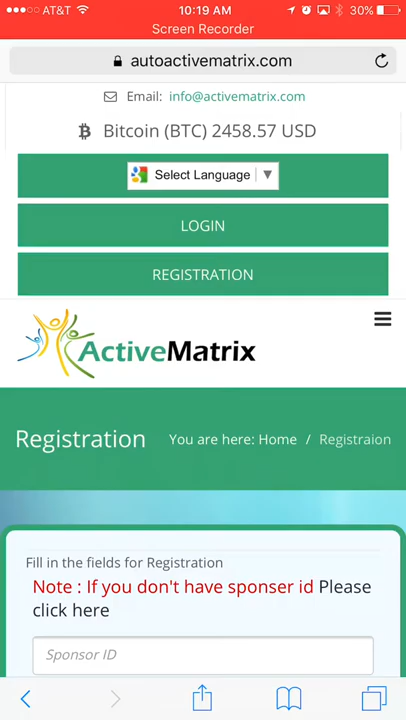 AT&T 10:19 AM 30%
Screen Recorder
autoactivematrix.com
Email: info@activematrix.com
Bitcoin (BTC) 2458.57 USD
Select Language ▼
LOGIN
REGISTRATION
ActiveMatrix
Registration You are here: Home / Registraion
Fill in the fields for Registration
Note : If you don't have sponser id Please
click here
Sponsor ID